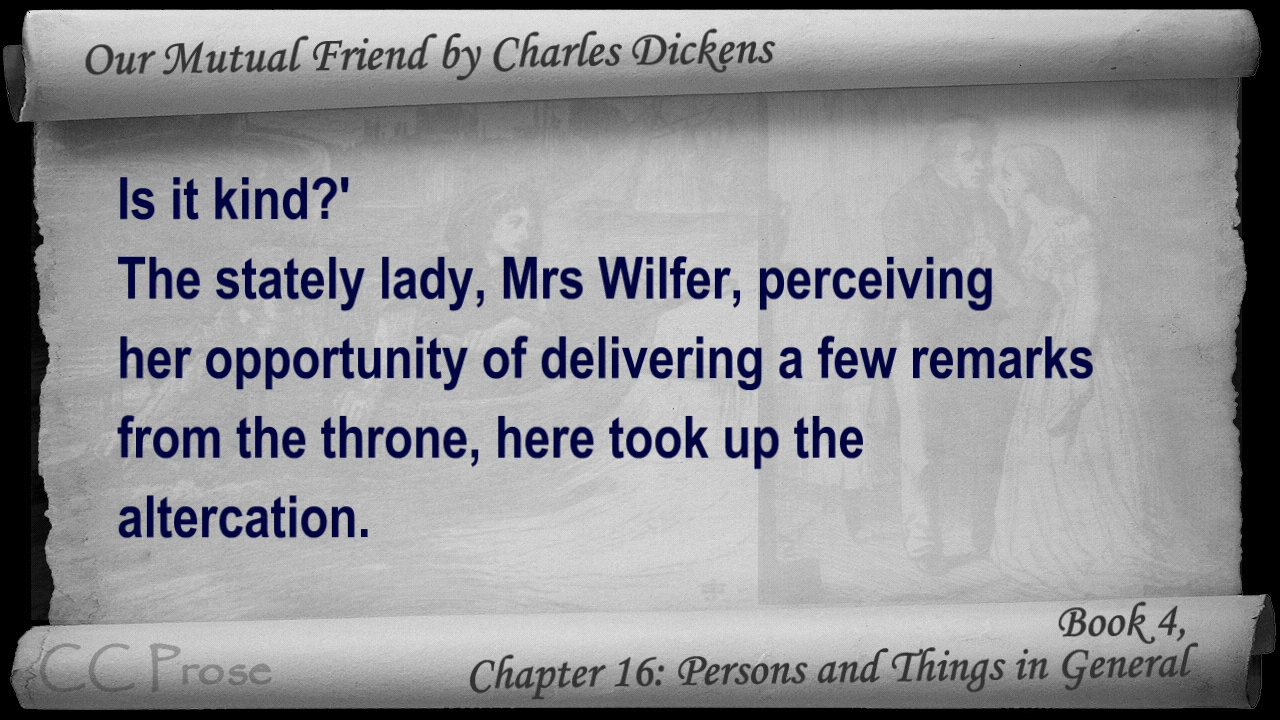 Our Mutual Friend by Charles Dickens
Is it kind?'
The stately lady, Mrs Wilfer, perceiving
her opportunity of delivering a few remarks
from the throne, here took up the
altercation.
Book 4,
Chapter 16: Persons and Things in General
CC Prose